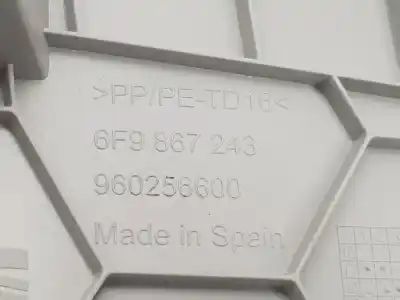 >PP/PE-TD16<
6F9 867 243
960256600
Made in Spain